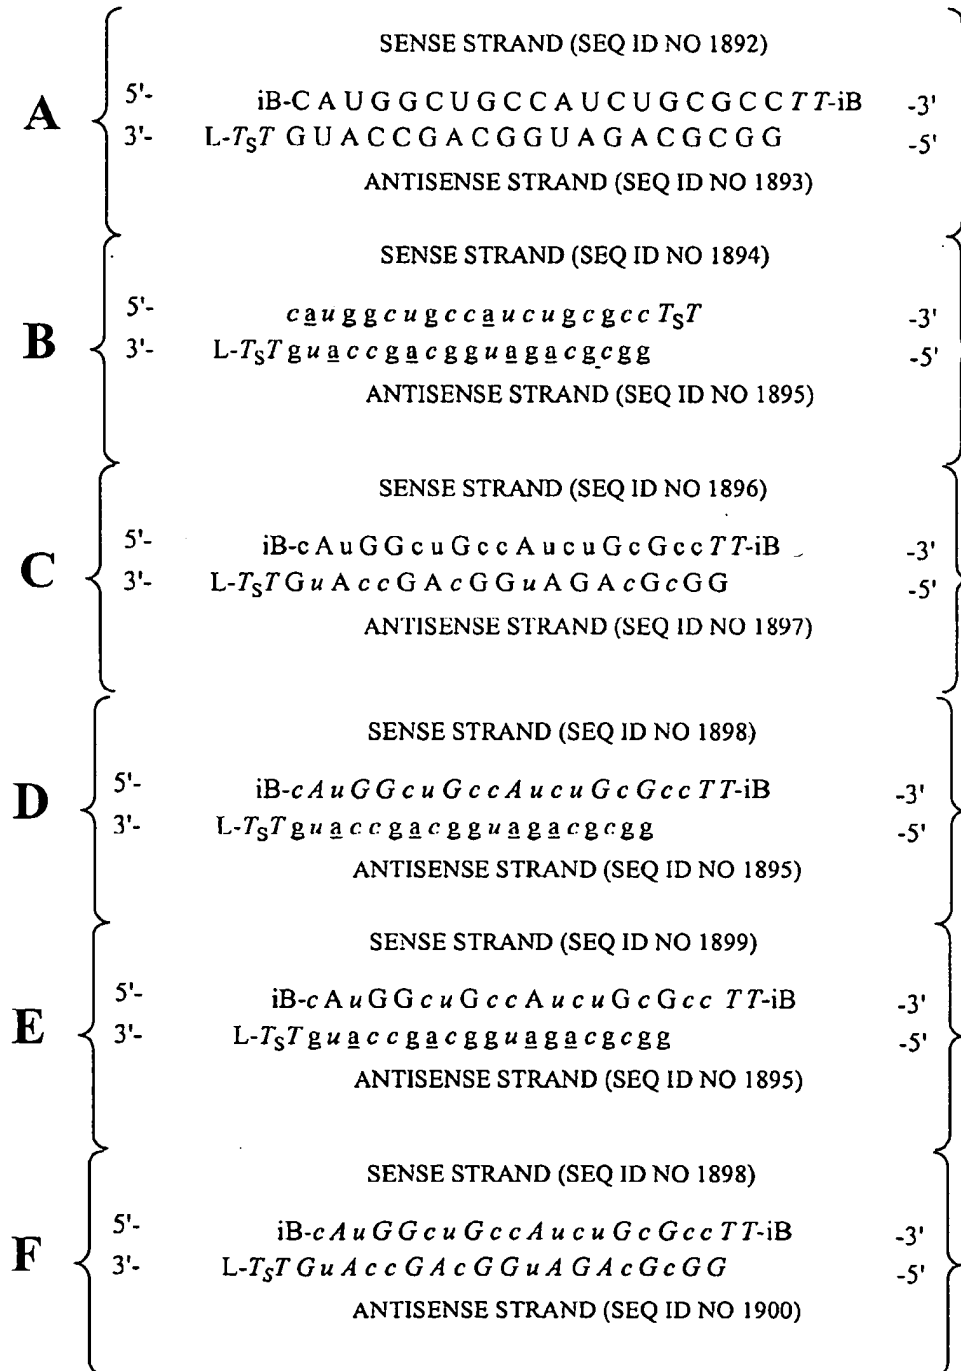 SENSE STRAND (SEQ ID NO 1892)
A
5'- iB-C A U G G C U G C C A U C U G C G C C T T-iB -3'
3'- L-TST G U A C C G A C G G U A G A C G C G G -5'
ANTISENSE STRAND (SEQ ID NO 1893)
SENSE STRAND (SEQ ID NO 1894)
B
5'- c a u g g c u g c c a u c u g c g c c TST -3'
3'- L-TST g u a c c g a c g g u a g a c g c g g -5'
ANTISENSE STRAND (SEQ ID NO 1895)
SENSE STRAND (SEQ ID NO 1896)
C
5'- iB-c A u G G c u G c c A u c u G c G c c T T-iB -3'
3'- L-TST G u A c c G A c G G u A G A c G c G G -5'
ANTISENSE STRAND (SEQ ID NO 1897)
SENSE STRAND (SEQ ID NO 1898)
D
5'- iB-c A u G G c u G c c A u c u G c G c c T T-iB -3'
3'- L-TST g u a c c g a c g g u a g a c g c g g -5'
ANTISENSE STRAND (SEQ ID NO 1895)
SENSE STRAND (SEQ ID NO 1899)
E
5'- iB-c A u G G c u G c c A u c u G c G c c T T-iB -3'
3'- L-TST g u a c c g a c g g u a g a c g c g g -5'
ANTISENSE STRAND (SEQ ID NO 1895)
SENSE STRAND (SEQ ID NO 1898)
F
5'- iB-c A u G G c u G c c A u c u G c G c c T T-iB -3'
3'- L-TST G u A c c G A c G G u A G A c G c G G -5'
ANTISENSE STRAND (SEQ ID NO 1900)